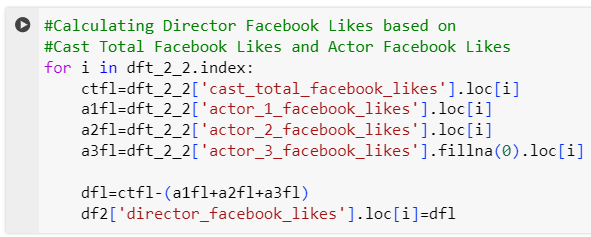 #Calculating Director Facebook Likes based on
#Cast Total Facebook Likes and Actor Facebook Likes
for i in dft_2_2.index:
    ctfl=dft_2_2['cast_total_facebook_likes'].loc[i]
    a1fl=dft_2_2['actor_1_facebook_likes'].loc[i]
    a2fl=dft_2_2['actor_2_facebook_likes'].loc[i]
    a3fl=dft_2_2['actor_3_facebook_likes'].fillna(0).loc[i]

    dfl=ctfl-(a1fl+a2fl+a3fl)
    df2['director_facebook_likes'].loc[i]=dfl